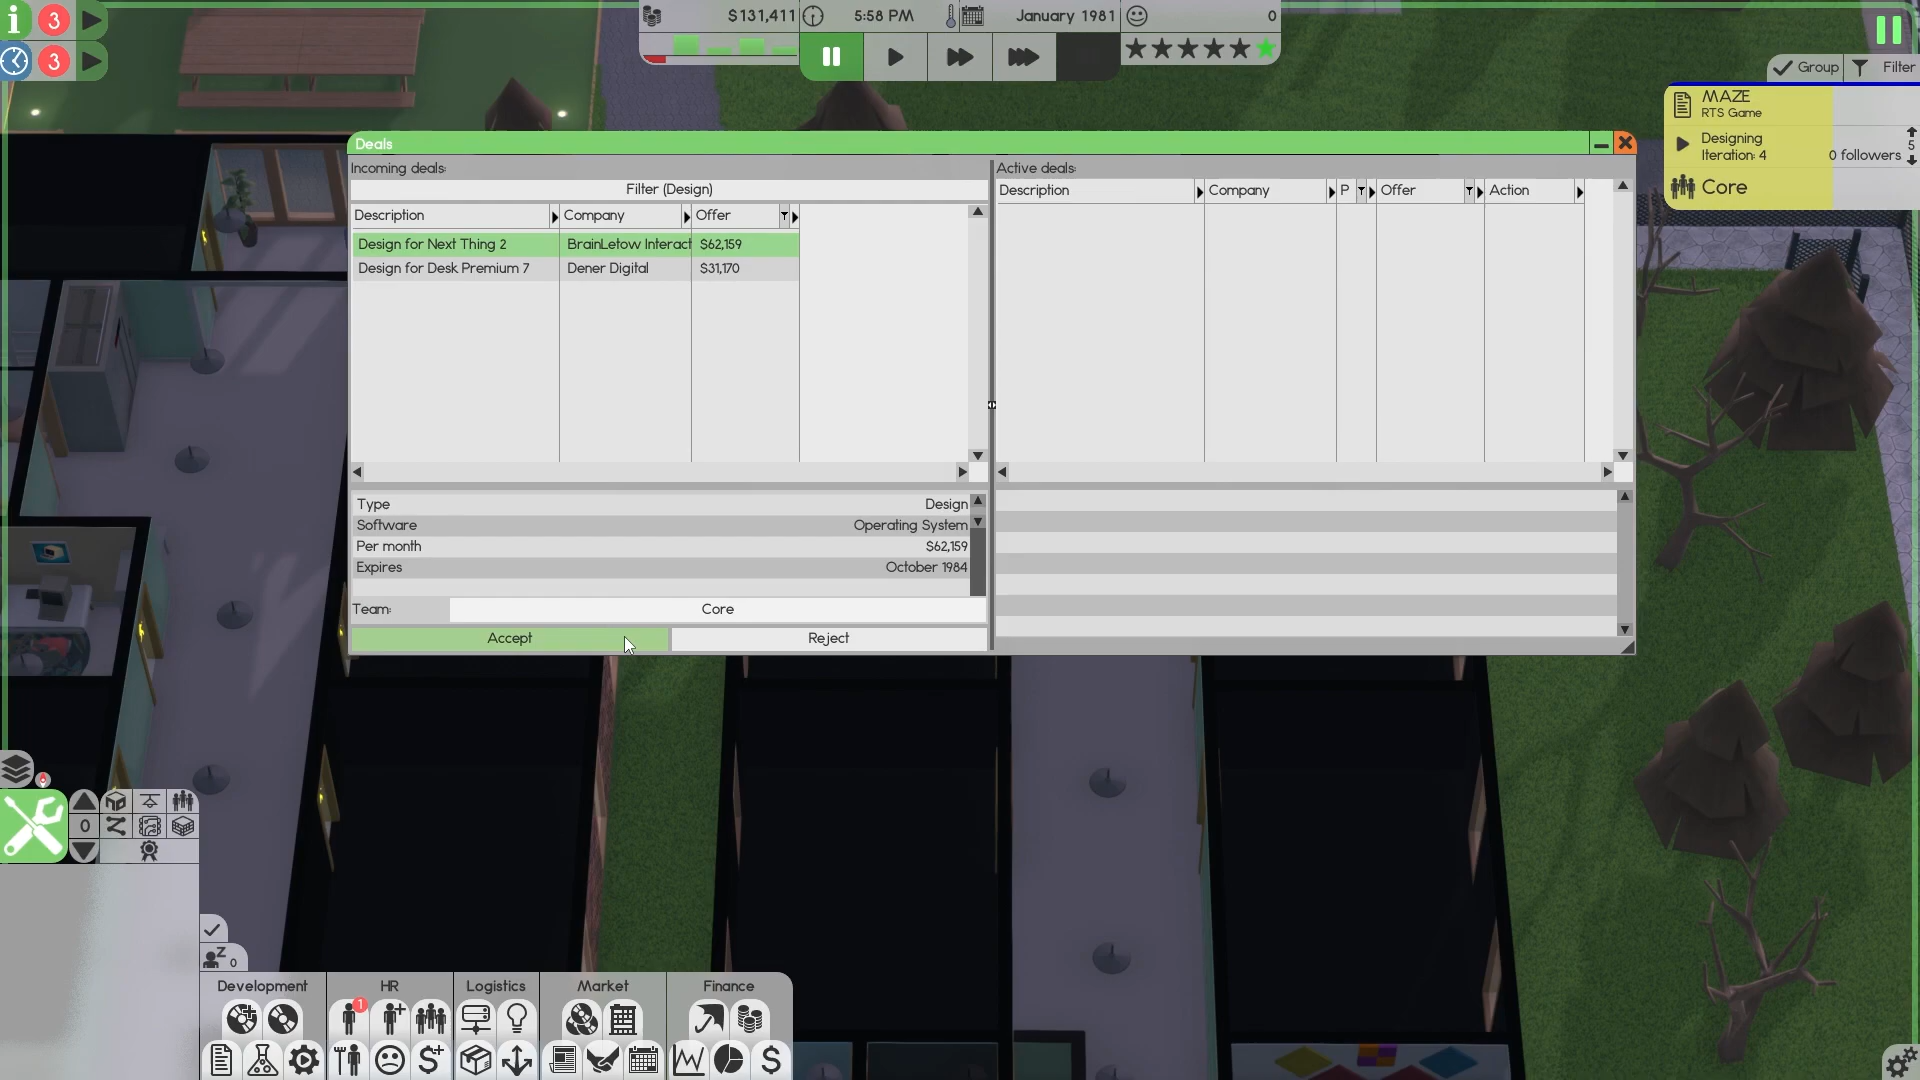 3
3
$131,411
5:58 PM
January 1981
0
Group
Filter
MAZE
RTS Game
Designing
Iteration: 4
0 followers
5
Core
Deals
Incoming deals:
Filter (Design)
Description
Company
Offer
Design for Next Thing 2
BrainLetow Interact
$62,159
Design for Desk Premium 7
Dener Digital
$31,170
Type
Design
Software
Operating System
Per month
$62,159
Expires
October 1984
Team:
Core
Accept
Reject
Active deals:
Description
Company
P
Offer
Action
0
Z
0
Development
HR
Logistics
Market
Finance
1